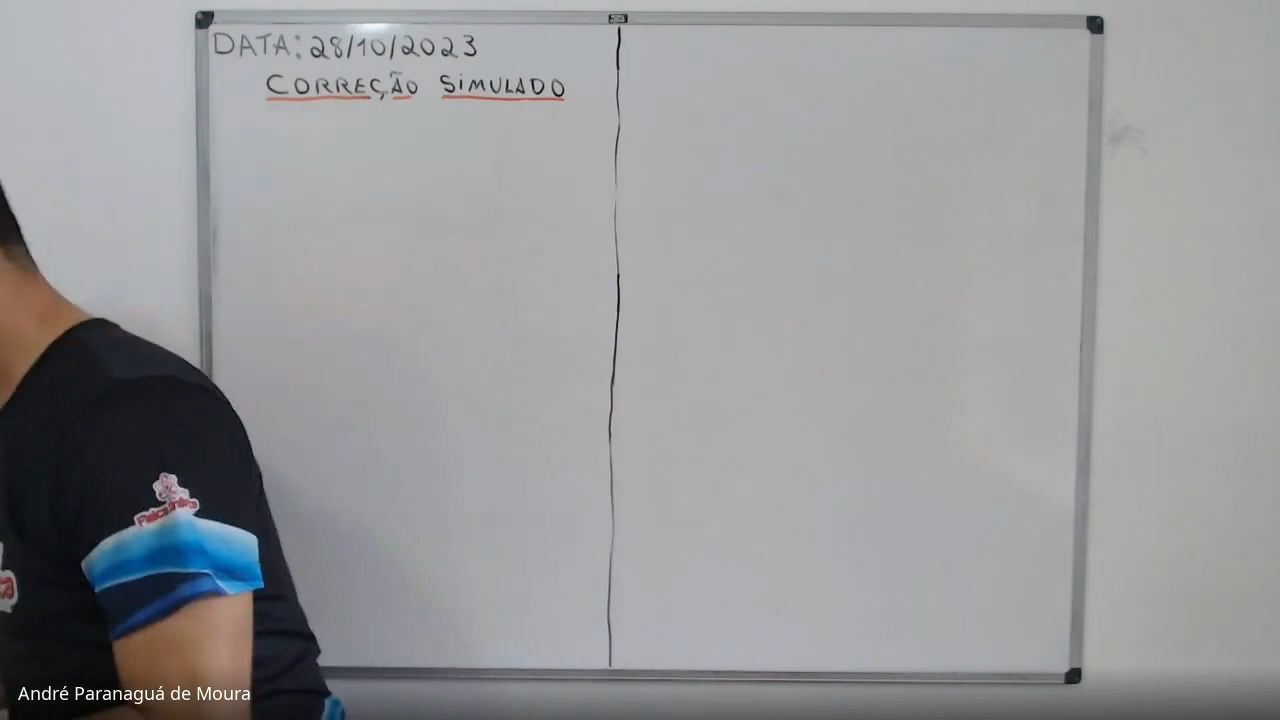 DATA: 28/10/2023
CORREÇÃO SIMULADO
André Paranaguá de Moura